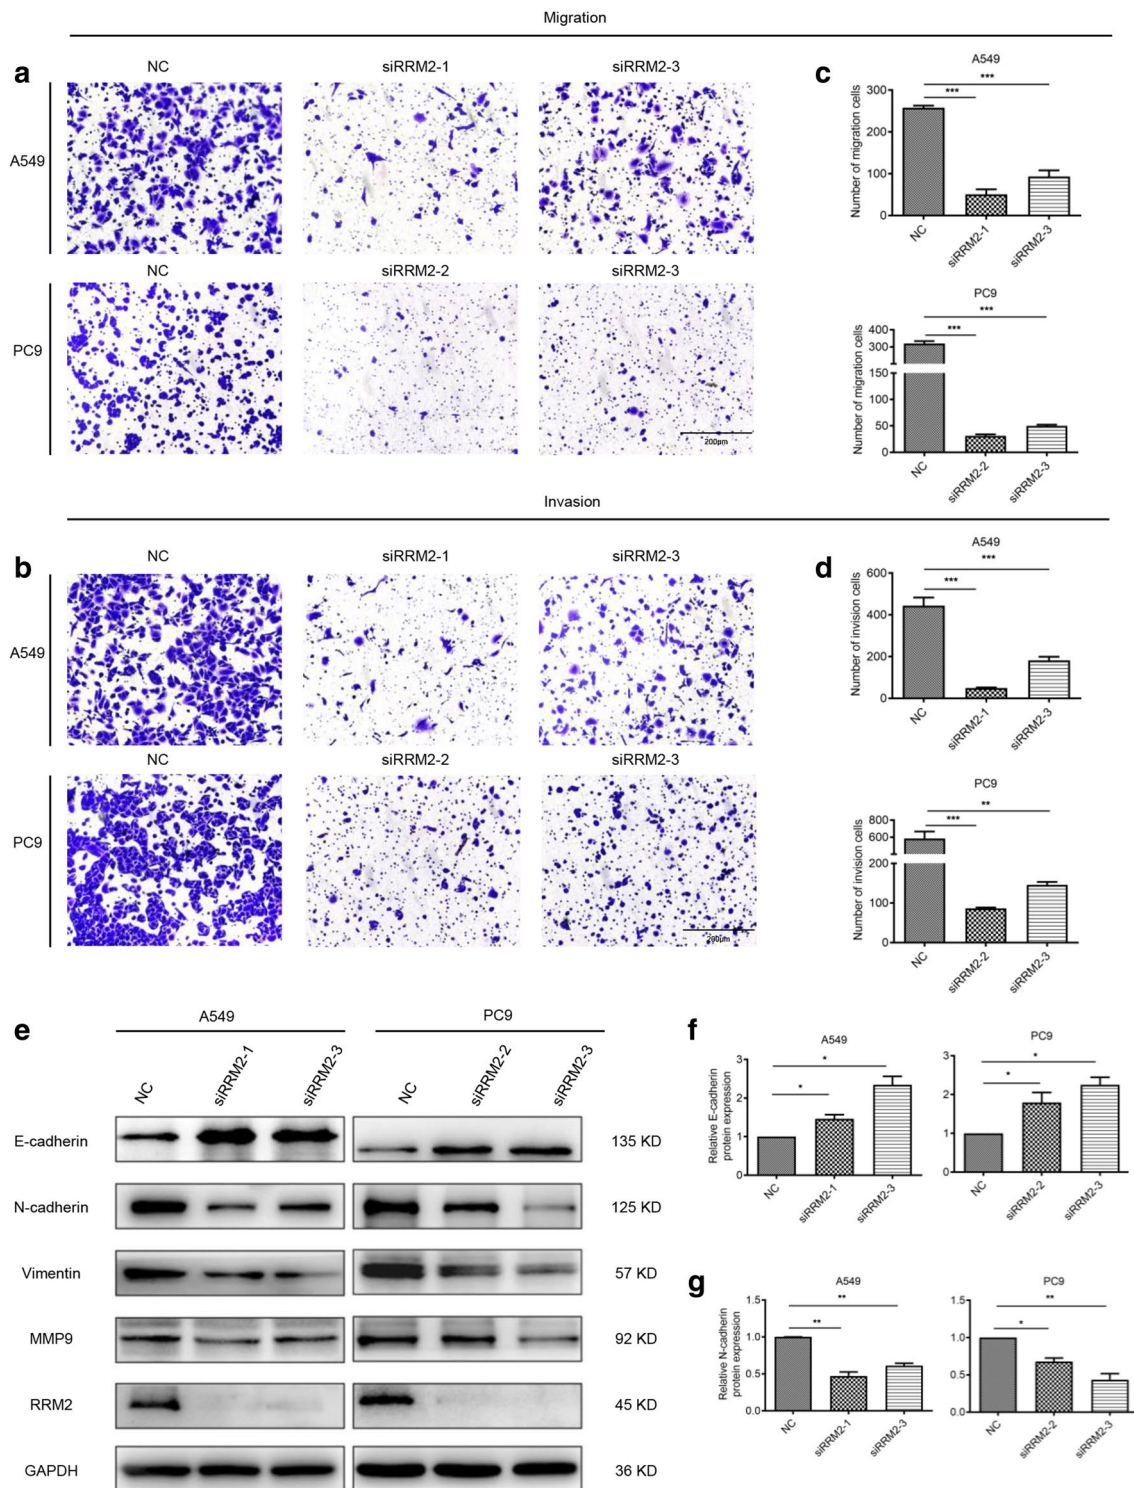 Migration
a
NC
siRRM2-1
siRRM2-3
A549
NC
siRRM2-2
siRRM2-3
PC9
200μm
c
A549
***
***
Number of migration cells
300
200
100
0
NC
siRRM2-1
siRRM2-3
PC9
***
***
Number of migration cells
400
300
150
100
50
0
NC
siRRM2-2
siRRM2-3
Invasion
b
NC
siRRM2-1
siRRM2-3
A549
NC
siRRM2-2
siRRM2-3
PC9
200μm
d
A549
***
***
Number of invision cells
600
400
200
0
NC
siRRM2-1
siRRM2-3
PC9
**
***
Number of invision cells
800
600
200
100
0
NC
siRRM2-2
siRRM2-3
e
A549
PC9
NC
siRRM2-1
siRRM2-3
NC
siRRM2-2
siRRM2-3
E-cadherin
135 KD
N-cadherin
125 KD
Vimentin
57 KD
MMP9
92 KD
RRM2
45 KD
GAPDH
36 KD
f
A549
*
*
Relative E-cadherin
protein expression
3
2
1
0
NC
siRRM2-1
siRRM2-3
PC9
*
*
3
2
1
0
NC
siRRM2-2
siRRM2-3
g
A549
**
**
Relative N-cadherin
protein expression
1.5
1.0
0.5
0.0
NC
siRRM2-1
siRRM2-3
PC9
**
*
1.5
1.0
0.5
0.0
NC
siRRM2-2
siRRM2-3